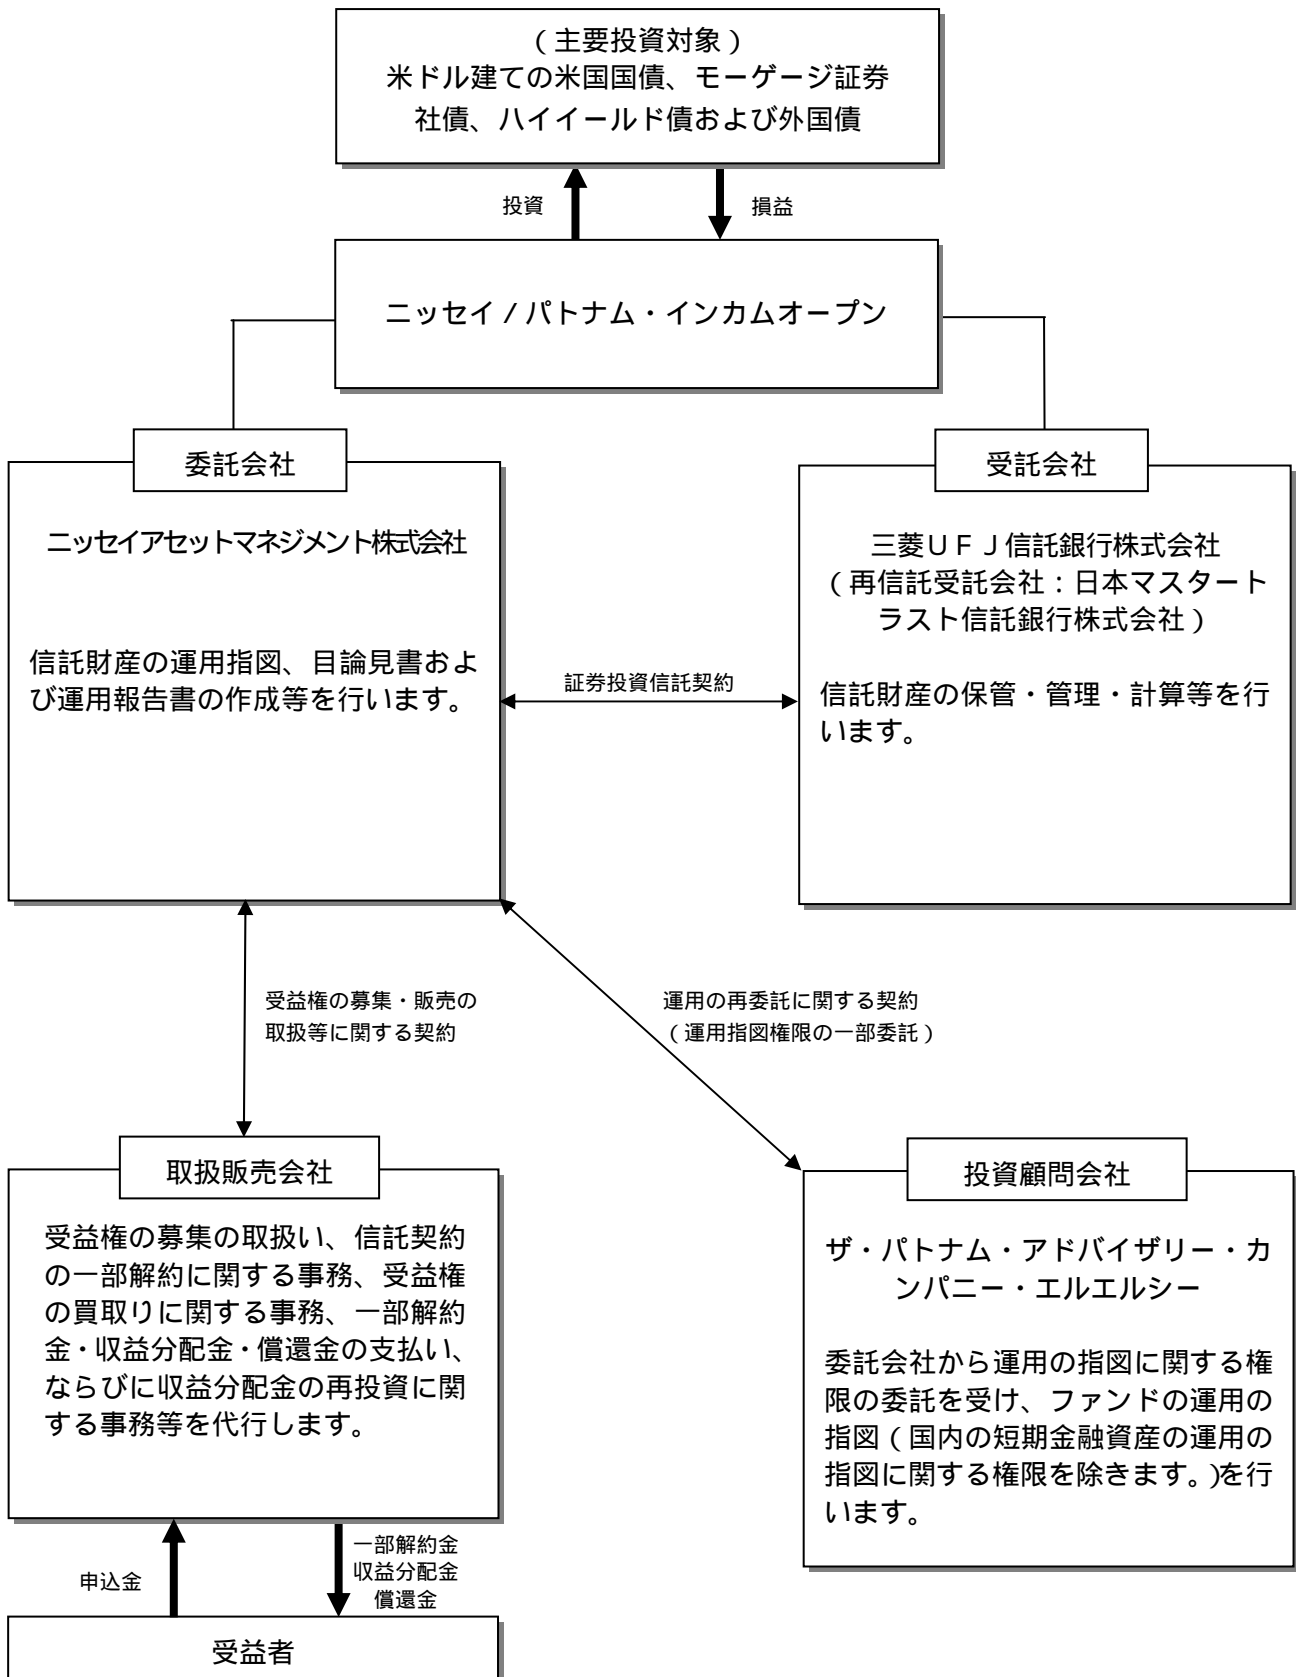 （主要投資対象）
米ドル建ての米国国債、モーゲージ証券
社債、ハイイールド債および外国債
投資
損益
ニッセイ／パトナム・インカムオープン
委託会社
ニッセイアセットマネジメント株式会社
信託財産の運用指図、目論見書およ
び運用報告書の作成等を行います。
証券投資信託契約
受託会社
三菱ＵＦＪ信託銀行株式会社
（再信託受託会社：日本マスタート
ラスト信託銀行株式会社）
信託財産の保管・管理・計算等を行
います。
受益権の募集・販売の
取扱等に関する契約
運用の再委託に関する契約
（運用指図権限の一部委託）
取扱販売会社
受益権の募集の取扱い、信託契約
の一部解約に関する事務、受益権
の買取りに関する事務、一部解約
金・収益分配金・償還金の支払い、
ならびに収益分配金の再投資に関
する事務等を代行します。
投資顧問会社
ザ・パトナム・アドバイザリー・カ
ンパニー・エルエルシー
委託会社から運用の指図に関する権
限の委託を受け、ファンドの運用の
指図（国内の短期金融資産の運用の
指図に関する権限を除きます。）を行
います。
申込金
一部解約金
収益分配金
償還金
受益者